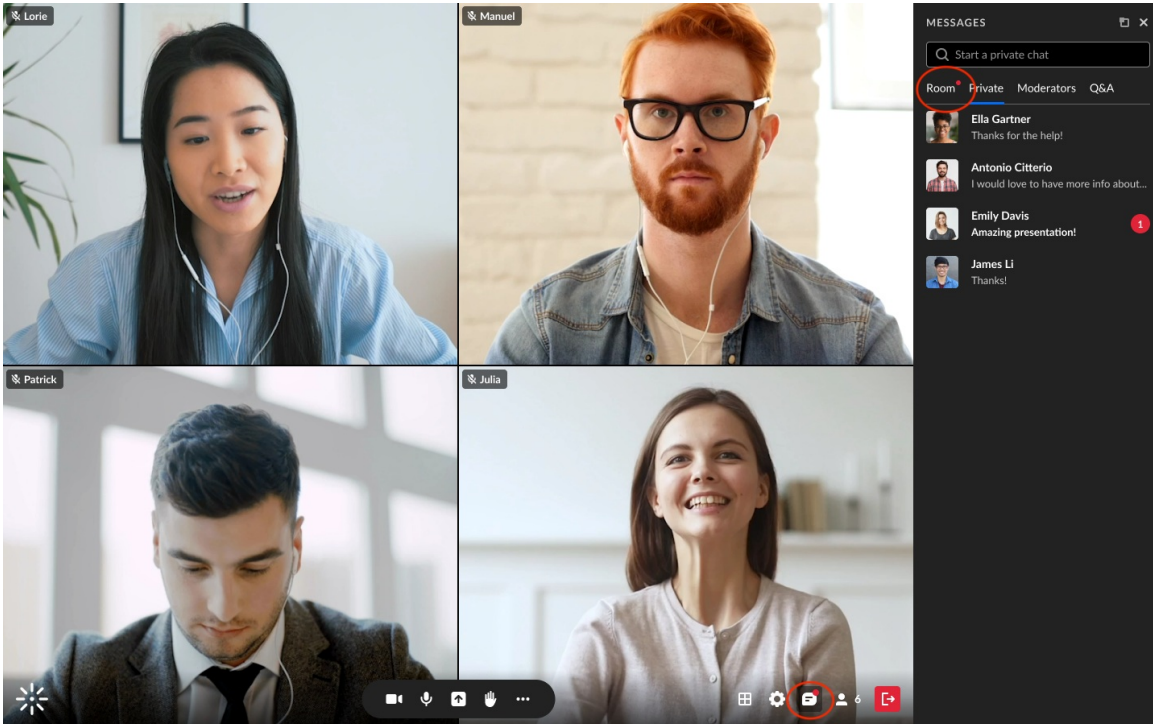 Lorie
Manuel
Patrick
Julia
6
MESSAGES
Start a private chat
Room Private Moderators Q&A
Ella Gartner
Thanks for the help!
Antonio Citterio
I would love to have more info about...
Emily Davis
Amazing presentation!
1
James Li
Thanks!